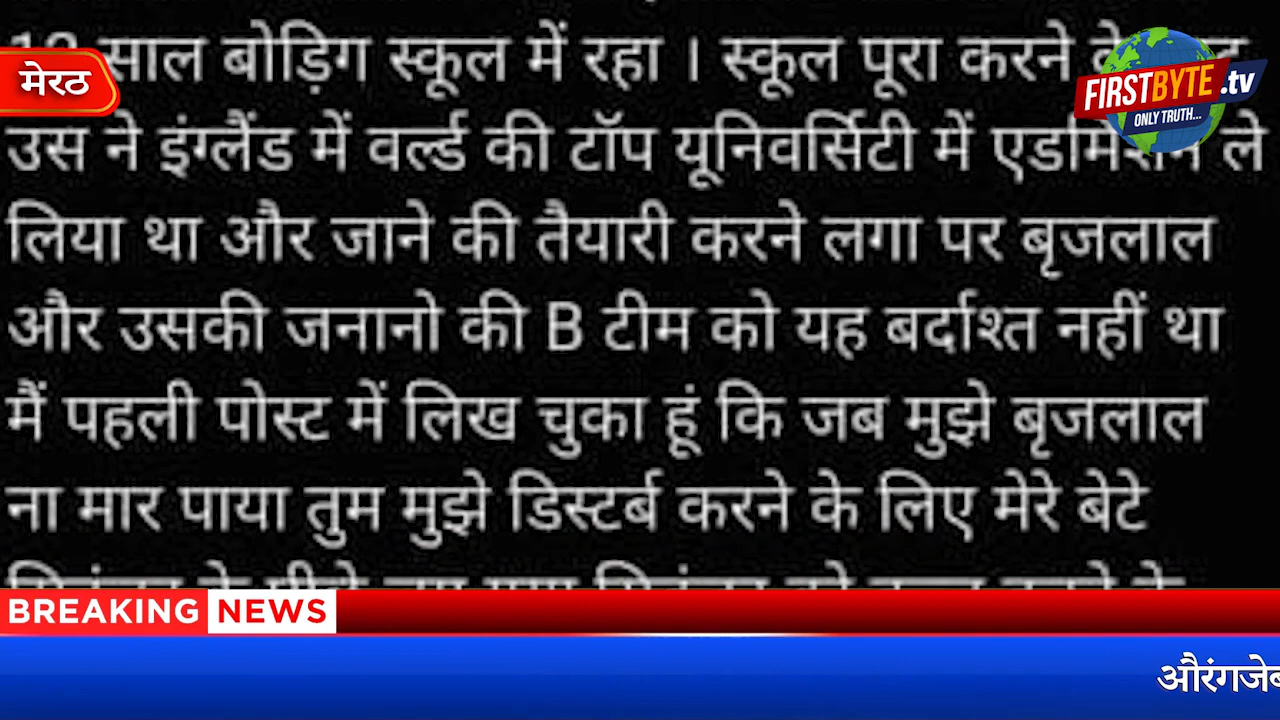 साल बोड़िग स्कूल में रहा । स्कूल पूरा करने
मेरठ
FIRSTBYTE.tv
ONLY TRUTH...
उस ने इंग्लैंड में वर्ल्ड की टॉप यूनिवर्सिटी में एडमिशन ले
लिया था और जाने की तैयारी करने लगा पर बृजलाल
और उसकी जनानो की B टीम को यह बर्दाश्त नहीं था
मैं पहली पोस्ट में लिख चुका हूं कि जब मुझे बृजलाल
ना मार पाया तुम मुझे डिस्टर्ब करने के लिए मेरे बेटे
BREAKING NEWS
औरंगजेब